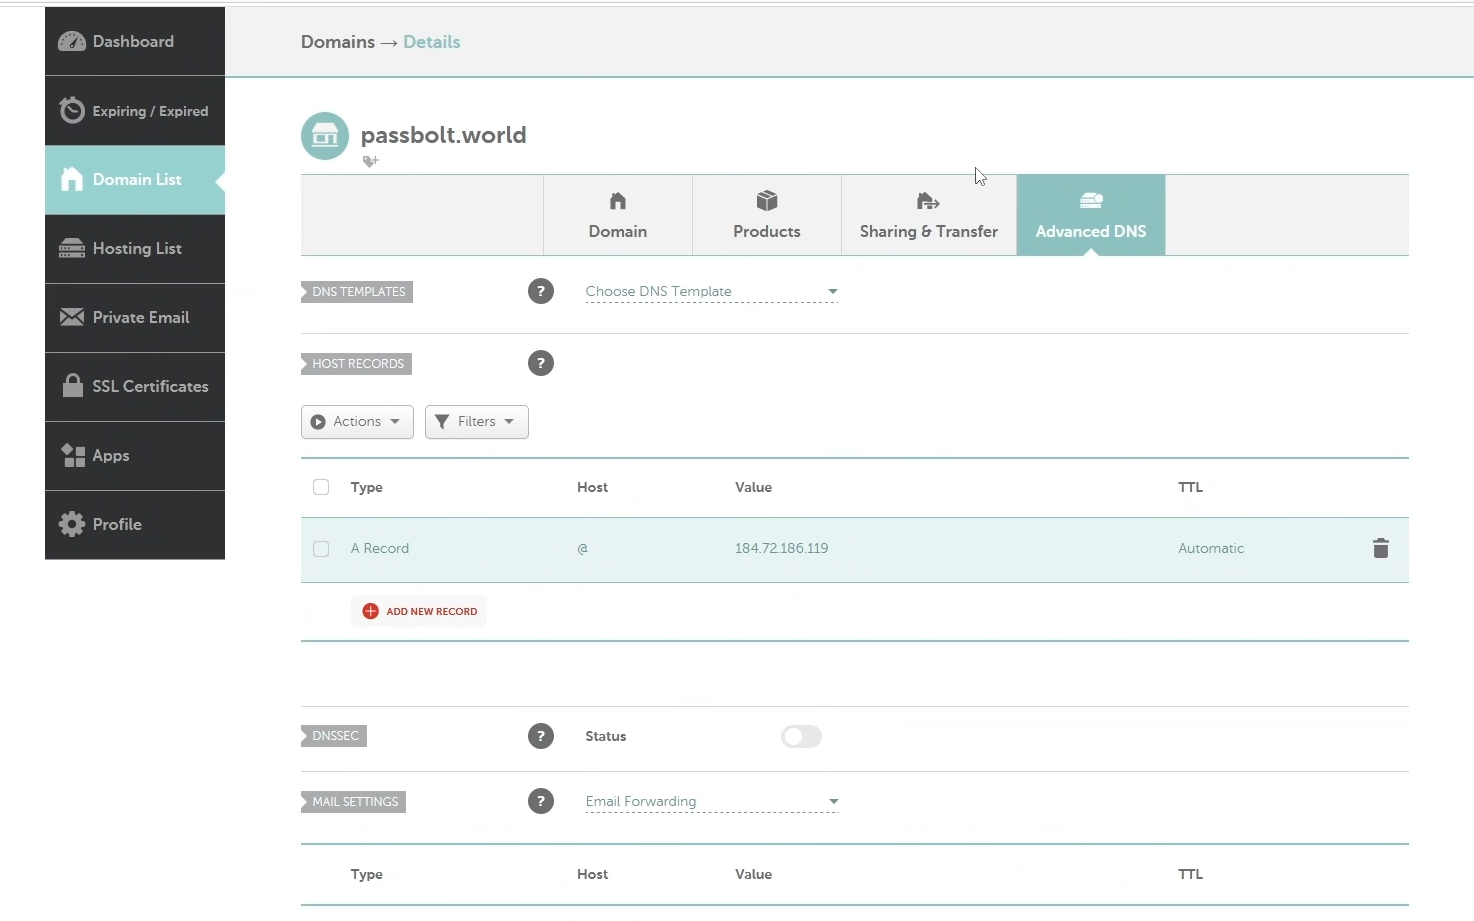 Dashboard
Expiring / Expired
Domain List
Hosting List
Private Email
SSL Certificates
Apps
Profile
Domains → Details
passbolt.world
Domain
Products
Sharing & Transfer
Advanced DNS
DNS TEMPLATES ? Choose DNS Template
HOST RECORDS ?
Actions Filters
Type Host Value TTL
A Record @ 184.72.186.119 Automatic
ADD NEW RECORD
DNSSEC ? Status
MAIL SETTINGS ? Email Forwarding
Type Host Value TTL